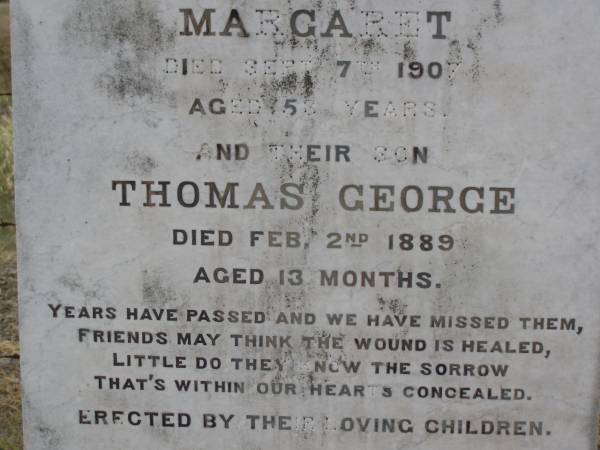 MARGARET
DIED SEPT 7TH 1907
AGED YEARS.
AND THEIR SON
THOMAS GEORGE
DIED FEB, 2ND 1889
AGED 13 MONTHS.
YEARS HAVE PASSED AND WE HAVE MISSED THEM,
FRIENDS MAY THINK THE WOUND IS HEALED,
LITTLE DO THEY KNOW THE SORROW
THAT'S WITHIN OUR HEARTS CONCEALED.
ERECTED BY THEIR LOVING CHILDREN.